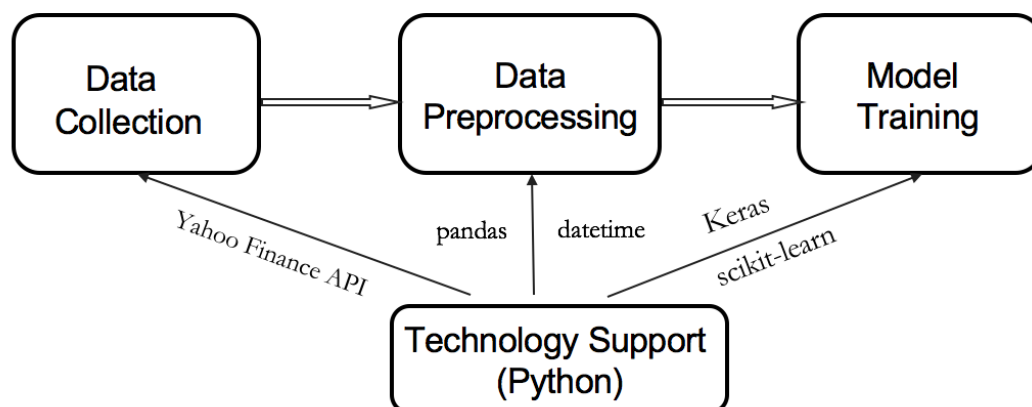 Data
Collection
Data
Preprocessing
Model
Training
Yahoo Finance API
pandas
datetime
Keras
scikit-learn
Technology Support
(Python)